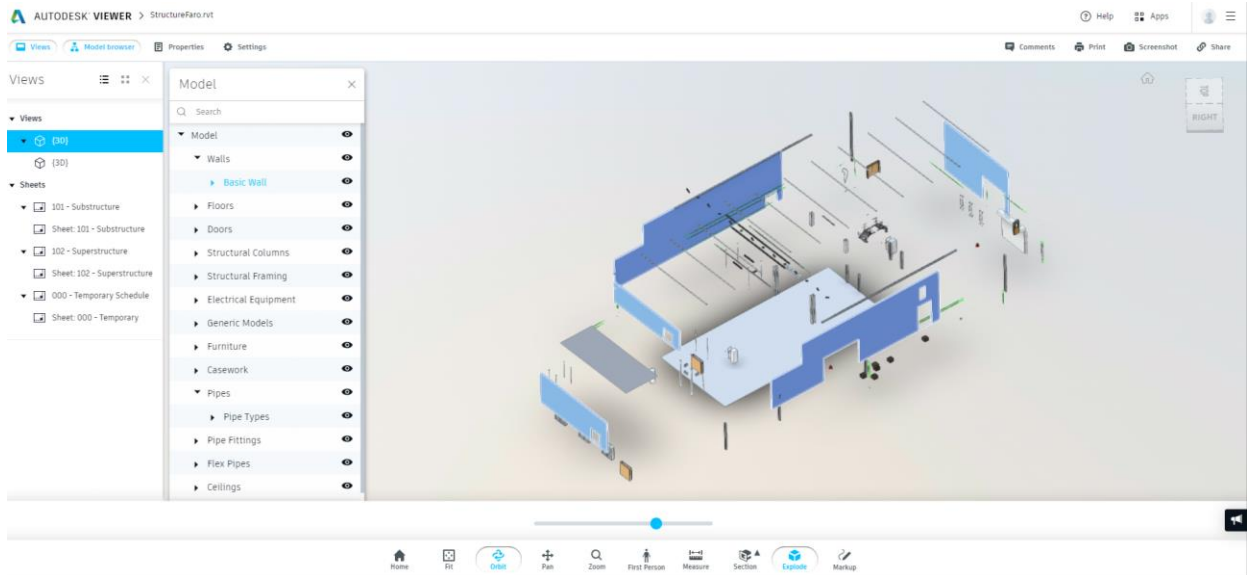 AUTODESK® VIEWER > StructureFaro.rvt
Help
Apps
Views
Model browser
Properties
Settings
Comments
Print
Screenshot
Share
Views
Views
{3D}
{3D}
Sheets
101 - Substructure
Sheet: 101 - Substructure
102 - Superstructure
Sheet: 102 - Superstructure
000 - Temporary Schedule
Sheet: 000 - Temporary
Model
Search
Model
Walls
Basic Wall
Floors
Doors
Structural Columns
Structural Framing
Electrical Equipment
Generic Models
Furniture
Casework
Pipes
Pipe Types
Pipe Fittings
Flex Pipes
Ceilings
RIGHT
Home
Fit
Orbit
Pan
Zoom
First Person
Measure
Section
Explode
Markup